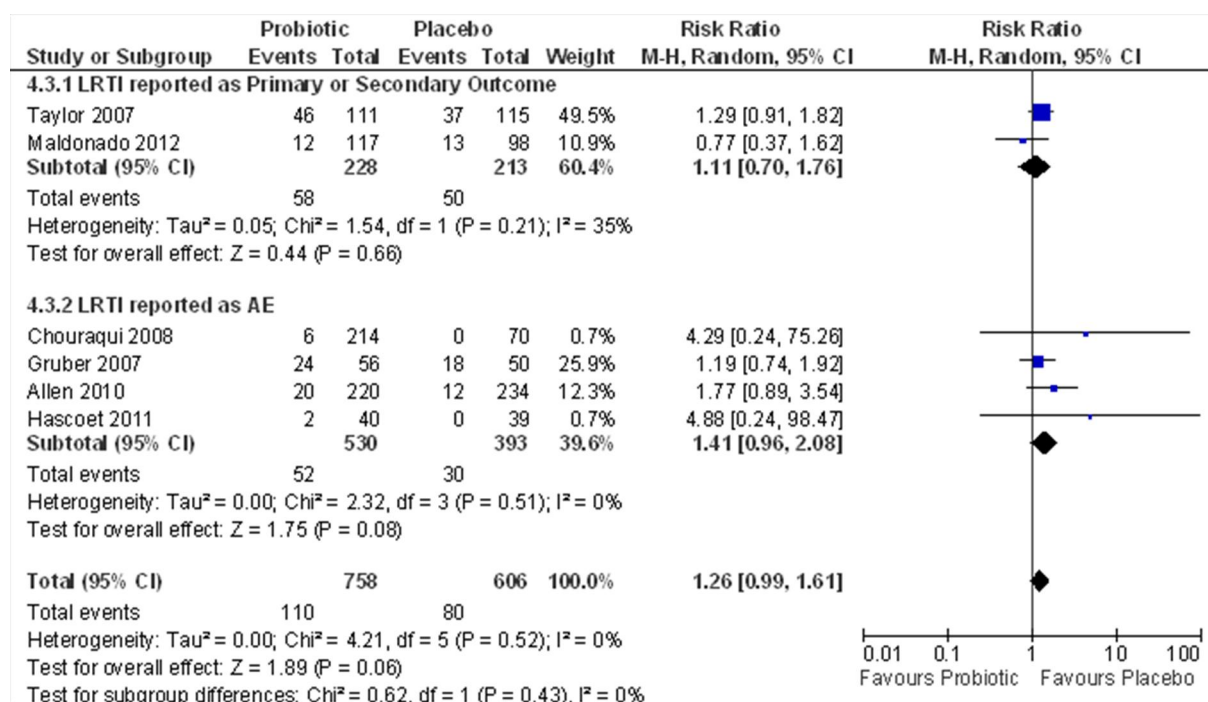 Probiotic Placebo Risk Ratio Risk Ratio
Study or Subgroup Events Total Events Total Weight M-H, Random, 95% CI M-H, Random, 95% CI
4.3.1 LRTI reported as Primary or Secondary Outcome
Taylor 2007 46 111 37 115 49.5% 1.29 [0.91, 1.82]
Maldonado 2012 12 117 13 98 10.9% 0.77 [0.37, 1.62]
Subtotal (95% CI) 228 213 60.4% 1.11 [0.70, 1.76]
Total events 58 50
Heterogeneity: Tau² = 0.05; Chi² = 1.54, df = 1 (P = 0.21); I² = 35%
Test for overall effect: Z = 0.44 (P = 0.66)
4.3.2 LRTI reported as AE
Chouraqui 2008 6 214 0 70 0.7% 4.29 [0.24, 75.26]
Gruber 2007 24 56 18 50 25.9% 1.19 [0.74, 1.92]
Allen 2010 20 220 12 234 12.3% 1.77 [0.89, 3.54]
Hascoet 2011 2 40 0 39 0.7% 4.88 [0.24, 98.47]
Subtotal (95% CI) 530 393 39.6% 1.41 [0.96, 2.08]
Total events 52 30
Heterogeneity: Tau² = 0.00; Chi² = 2.32, df = 3 (P = 0.51); I² = 0%
Test for overall effect: Z = 1.75 (P = 0.08)
Total (95% CI) 758 606 100.0% 1.26 [0.99, 1.61]
Total events 110 80
Heterogeneity: Tau² = 0.00; Chi² = 4.21, df = 5 (P = 0.52); I² = 0%
Test for overall effect: Z = 1.89 (P = 0.06)
Test for subgroup differences: Chi² = 0.62, df = 1 (P = 0.43), I² = 0%
0.01 0.1 1 10 100
Favours Probiotic Favours Placebo